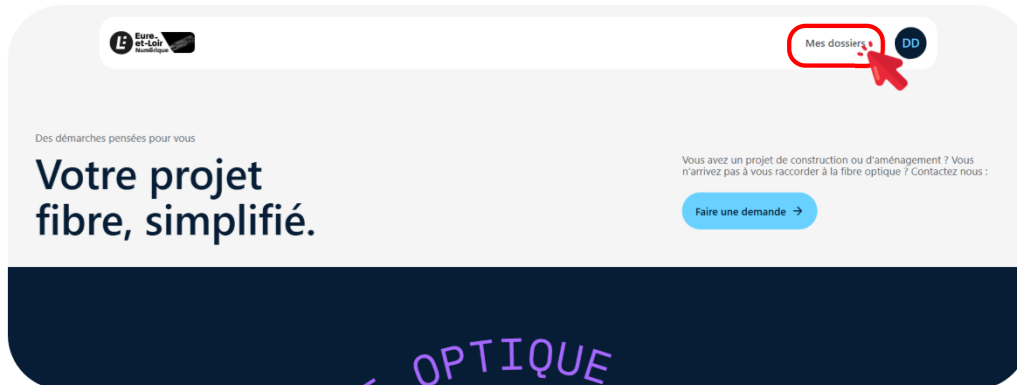 Eure-
et-Loir
Numérique
Mes dossiers
DD
Des démarches pensées pour vous
Votre projet
fibre, simplifié.
Vous avez un projet de construction ou d'aménagement ? Vous
n'arrivez pas à vous raccorder à la fibre optique ? Contactez nous :
Faire une demande →
OPTIQUE